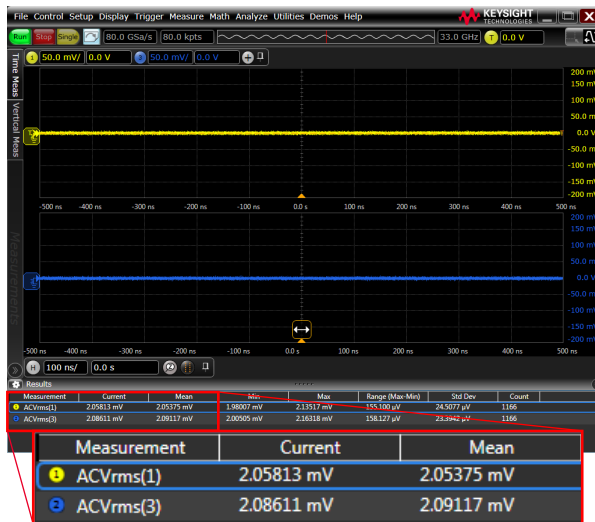 File Control Setup Display Trigger Measure Math Analyze Utilities Demos Help
KEYSIGHT
TECHNOLOGIES
Run Stop Single 80.0 GSa/s 80.0 kpts 33.0 GHz T 0.0 V
1 50.0 mV/ 0.0 V 3 50.0 mV/ 0.0 V
Time Meas
Vertical Meas
Measurements
200 mV
150 mV
100 mV
50.0 m
0.0 V
-50.0 m
-100 mV
-150 mV
-200 mV
-500 ns -400 ns -300 ns -200 ns -100 ns 0.0 s 100 ns 200 ns 300 ns 400 ns 500 ns
200 mV
150 mV
100 mV
50.0 m
0.0 V
-50.0 m
-100 mV
-150 mV
-200 mV
-500 ns -400 ns -300 ns -200 ns -100 ns 0.0 s 100 ns 200 ns 300 ns 400 ns 500 ns
H 100 ns/ 0.0 s
Results
Measurement Current Mean Min Max Range (Max-Min) Std Dev Count
ACVrms(1) 2.05813 mV 2.05375 mV 1.98007 mV 2.13517 mV 155.100 µV 24.5077 µV 1166
ACVrms(3) 2.08611 mV 2.09117 mV 2.00505 mV 2.16318 mV 158.127 µV 23.3942 µV 1166
Measurement Current Mean
1 ACVrms(1) 2.05813 mV 2.05375 mV
2 ACVrms(3) 2.08611 mV 2.09117 mV